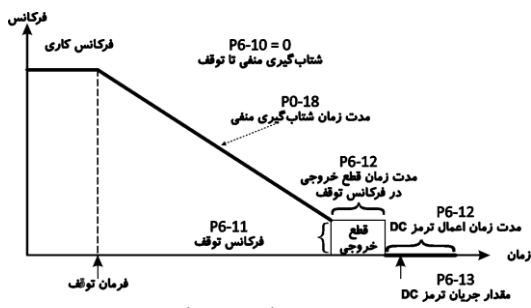 فرکانس
فرکانس کاری
P6-10 = 0
شتاب‌گیری منفی تا توقف
P0-18
مدت زمان شتاب‌گیری منفی
P6-12
مدت زمان قطع خروجی
در فرکانس توقف
P6-12
مدت زمان اعمال ترمز DC
P6-11
فرکانس توقف
قطع
خروجی
زمان
فرمان توقف
P6-13
مقدار جریان ترمز DC